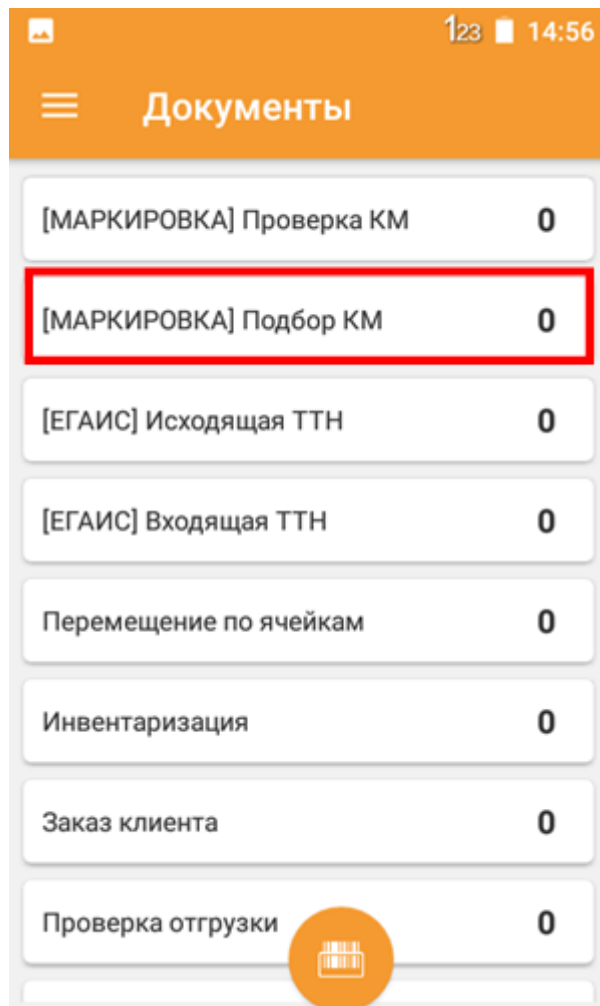 123 14:56
Документы
[МАРКИРОВКА] Проверка КМ 0
[МАРКИРОВКА] Подбор КМ 0
[ЕГАИС] Исходящая ТТН 0
[ЕГАИС] Входящая ТТН 0
Перемещение по ячейкам 0
Инвентаризация 0
Заказ клиента 0
Проверка отгрузки 0